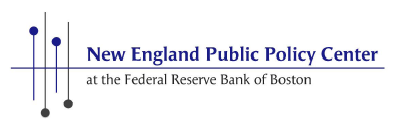 New England Public Policy Center
at the Federal Reserve Bank of Boston